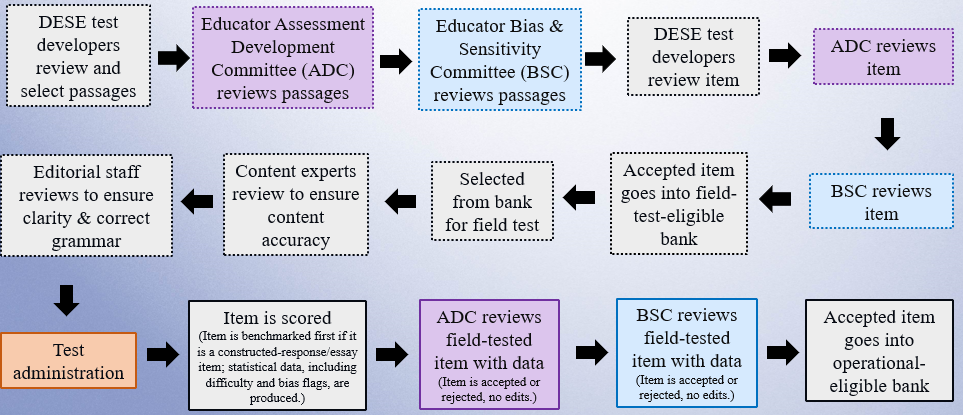 DESE test
developers
review and
select passages
Educator Assessment
Development
Committee (ADC)
reviews passages
Educator Bias &
Sensitivity
Committee (BSC)
reviews passages
DESE test
developers
review item
ADC reviews
item
BSC reviews
item
Accepted item
goes into field-
test-eligible
bank
Selected
from bank
for field test
Content experts
review to ensure
content
accuracy
Editorial staff
reviews to ensure
clarity & correct
grammar
Test
administration
Item is scored
(Item is benchmarked first if it
is a constructed-response/essay
item; statistical data, including
difficulty and bias flags, are
produced.)
ADC reviews
field-tested
item with data
(Item is accepted or
rejected, no edits.)
BSC reviews
field-tested
item with data
(Item is accepted or
rejected, no edits.)
Accepted item
goes into
operational-
eligible bank